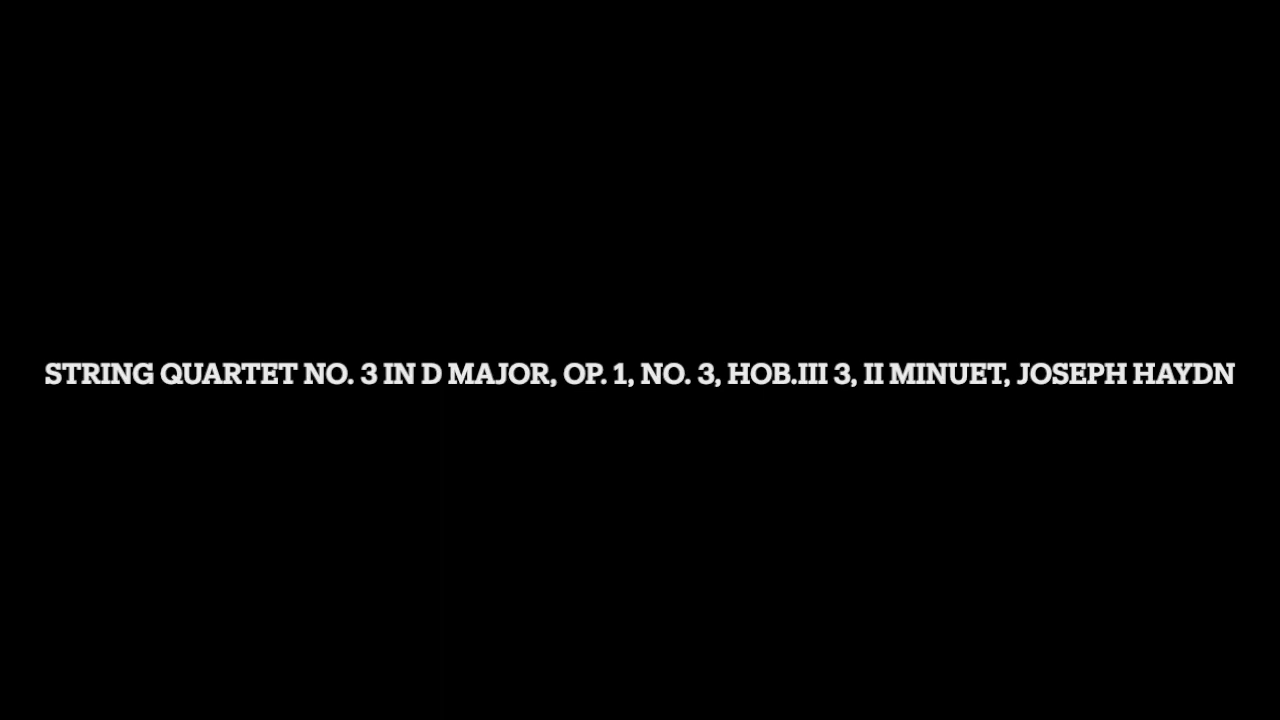 STRING QUARTET NO. 3 IN D MAJOR, OP. 1, NO. 3, HOB.III 3, II MINUET, JOSEPH HAYDN